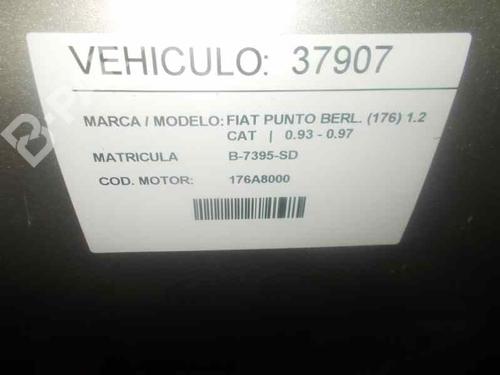 VEHICULO: 37907
MARCA / MODELO: FIAT PUNTO BERL. (176) 1.2
CAT | 0.93 - 0.97
MATRICULA B-7395-SD
COD. MOTOR: 176A8000